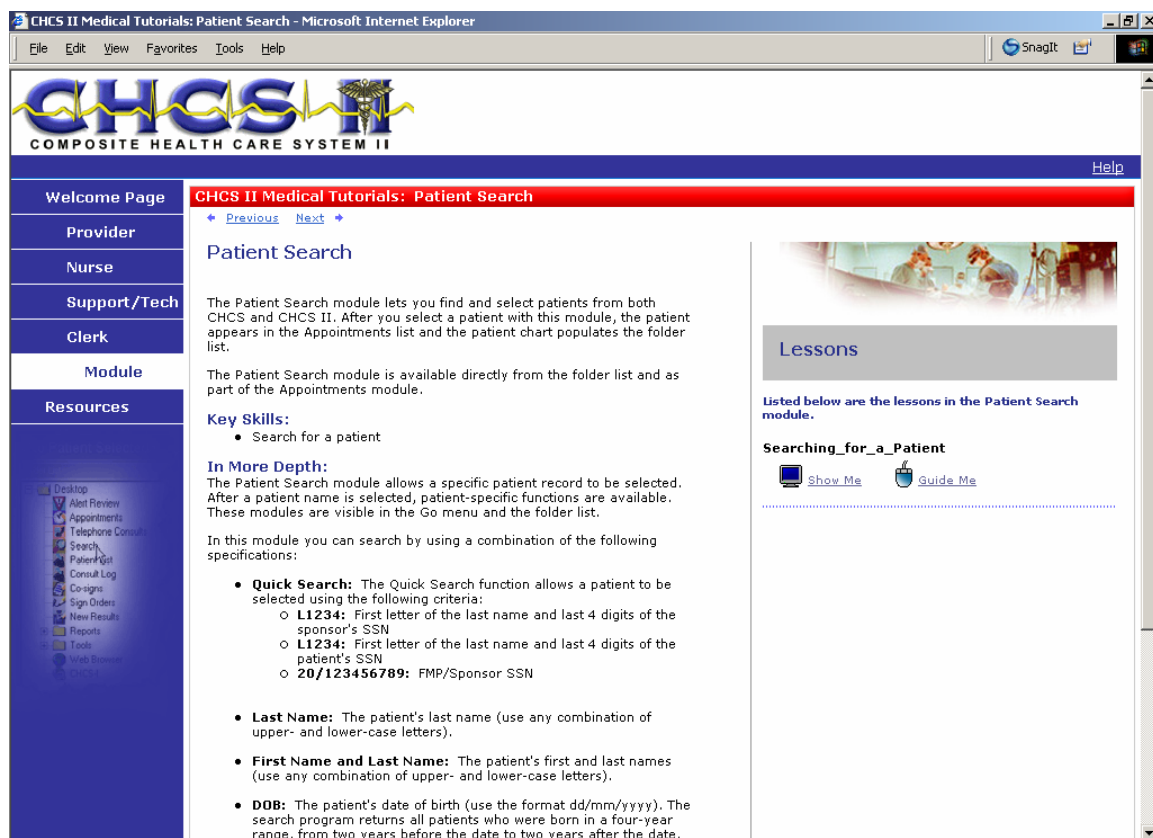 CHCS II Medical Tutorials: Patient Search - Microsoft Internet Explorer
File Edit View Favorites Tools Help
SnagIt
CHCS II
COMPOSITE HEALTH CARE SYSTEM II
Help
Welcome Page
Provider
Nurse
Support/Tech
Clerk
Module
Resources
Desktop
Alert Review
Appointments
Telephone Consults
Search
Patient List
Consult Log
Co-signs
Sign Orders
New Results
Reports
Tools
Web Browser
CHCS II Medical Tutorials: Patient Search
Previous Next
Patient Search
The Patient Search module lets you find and select patients from both
CHCS and CHCS II. After you select a patient with this module, the patient
appears in the Appointments list and the patient chart populates the folder
list.
The Patient Search module is available directly from the folder list and as
part of the Appointments module.
Key Skills:
• Search for a patient
In More Depth:
The Patient Search module allows a specific patient record to be selected.
After a patient name is selected, patient-specific functions are available.
These modules are visible in the Go menu and the folder list.
In this module you can search by using a combination of the following
specifications:
• Quick Search: The Quick Search function allows a patient to be
selected using the following criteria:
○ L1234: First letter of the last name and last 4 digits of the
sponsor's SSN
○ L1234: First letter of the last name and last 4 digits of the
patient's SSN
○ 20/123456789: FMP/Sponsor SSN
• Last Name: The patient's last name (use any combination of
upper- and lower-case letters).
• First Name and Last Name: The patient's first and last names
(use any combination of upper- and lower-case letters).
• DOB: The patient's date of birth (use the format dd/mm/yyyy). The
search program returns all patients who were born in a four-year
range, from two years before the date to two years after the date.
Lessons
Listed below are the lessons in the Patient Search
module.
Searching_for_a_Patient
Show Me Guide Me